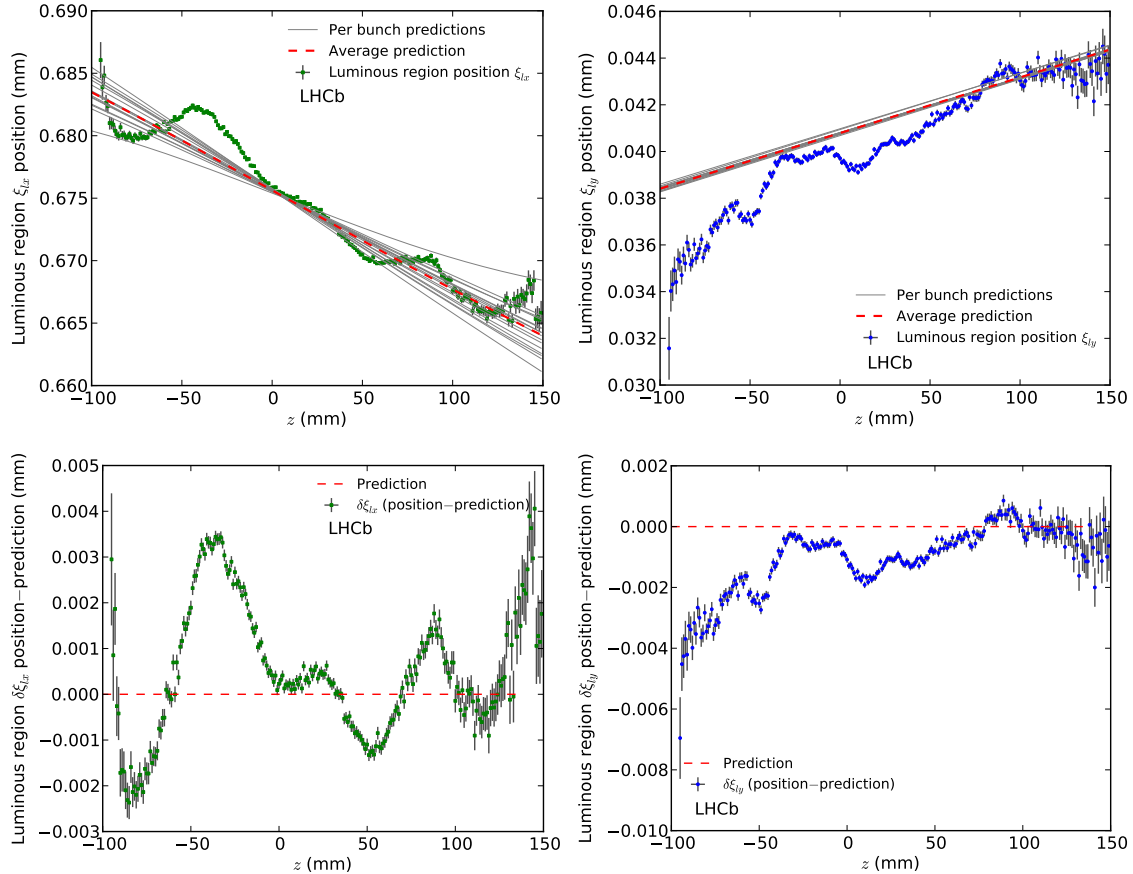 Luminous region ξlx position (mm)
0.690
0.685
0.680
0.675
0.670
0.665
0.660
Per bunch predictions
Average prediction
Luminous region position ξlx
LHCb
−100
−50
0
50
100
150
z (mm)
Luminous region ξly position (mm)
0.046
0.044
0.042
0.040
0.038
0.036
0.034
0.032
0.030
Per bunch predictions
Average prediction
Luminous region position ξly
LHCb
−100
−50
0
50
100
150
z (mm)
Luminous region δξlx position−prediction (mm)
0.005
0.004
0.003
0.002
0.001
0.000
−0.001
−0.002
−0.003
Prediction
δξlx (position−prediction)
LHCb
−100
−50
0
50
100
150
z (mm)
Luminous region δξly position−prediction (mm)
0.002
0.000
−0.002
−0.004
−0.006
−0.008
−0.010
Prediction
δξly (position−prediction)
LHCb
−100
−50
0
50
100
150
z (mm)